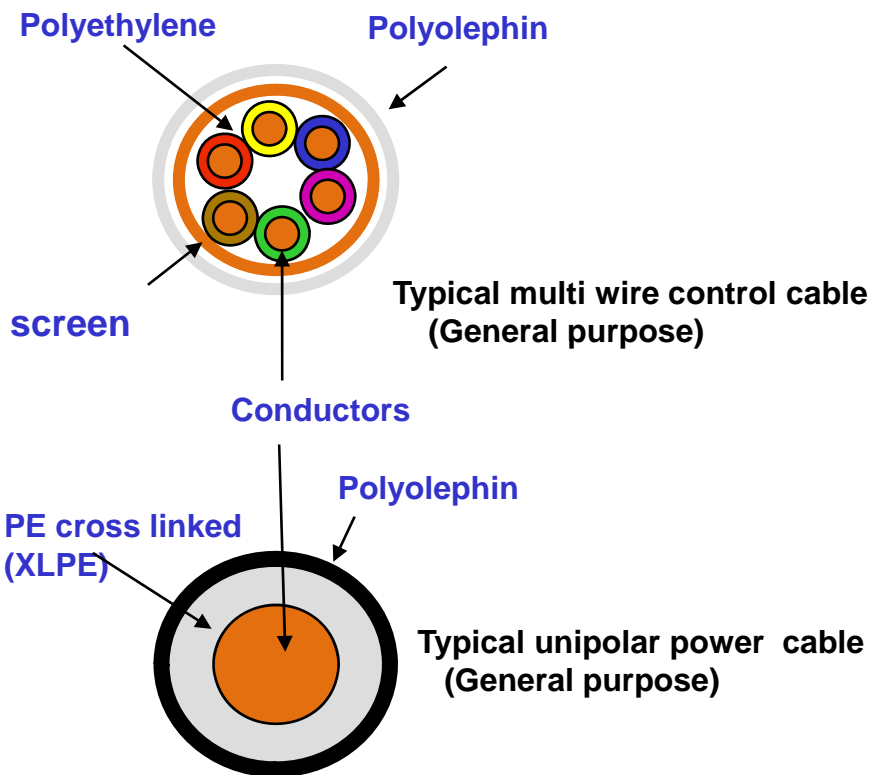 Polyethylene
Polyolephin
screen
Typical multi wire control cable
(General purpose)
Conductors
Polyolephin
PE cross linked
(XLPE)
Typical unipolar power cable
(General purpose)